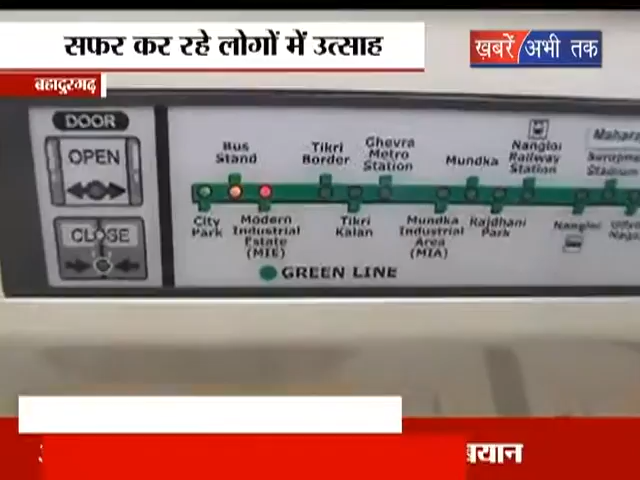 सफर कर रहे लोगों में उत्साह
ख़बरें अभी तक
बहादुरगढ़
DOOR
OPEN
CLOSE
Bus Stand
Tikri Border
Ghevra Metro Station
Mundka
Nangloi Railway Station
City Park
Modern Industrial Estate (MIE)
Tikri Kalan
Mundka Industrial Area (MIA)
Rajdhani Park
Nangloi
GREEN LINE